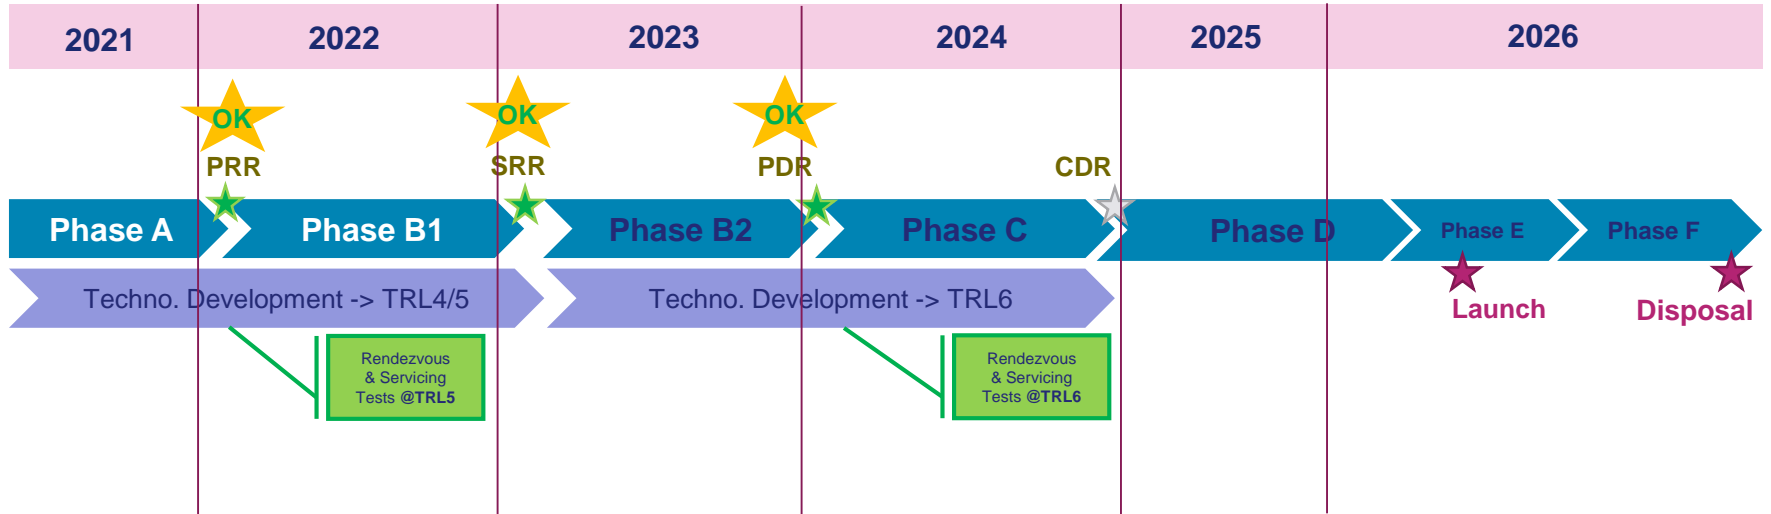 2021
2022
2023
2024
2025
2026
OK
OK
OK
PRR
SRR
PDR
CDR
Phase A
Phase B1
Phase B2
Phase C
Phase D
Phase E
Phase F
Techno. Development -> TRL4/5
Techno. Development -> TRL6
Launch
Disposal
Rendezvous
& Servicing
Tests @TRL5
Rendezvous
& Servicing
Tests @TRL6